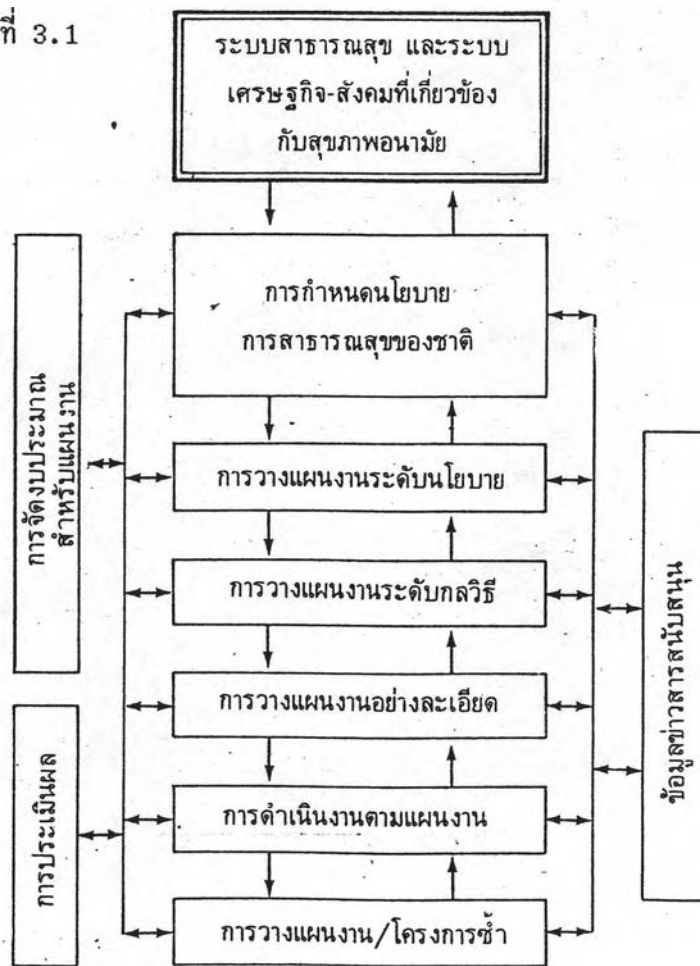 ที่ 3.1
ระบบสาธารณสุข และระบบ
เศรษฐกิจ-สังคมที่เกี่ยวข้อง
กับสุขภาพอนามัย
การกำหนดนโยบาย
การสาธารณสุขของชาติ
การจัดงบประมาณ
สำหรับแผนงาน
การวางแผนงานระดับนโยบาย
การวางแผนงานระดับกลวิธี
การวางแผนงานอย่างละเอียด
ข้อมูลข่าวสารสนับสนุน
การประเมินผล
การดำเนินงานตามแผนงาน
การวางแผนงาน/โครงการซ้ำ